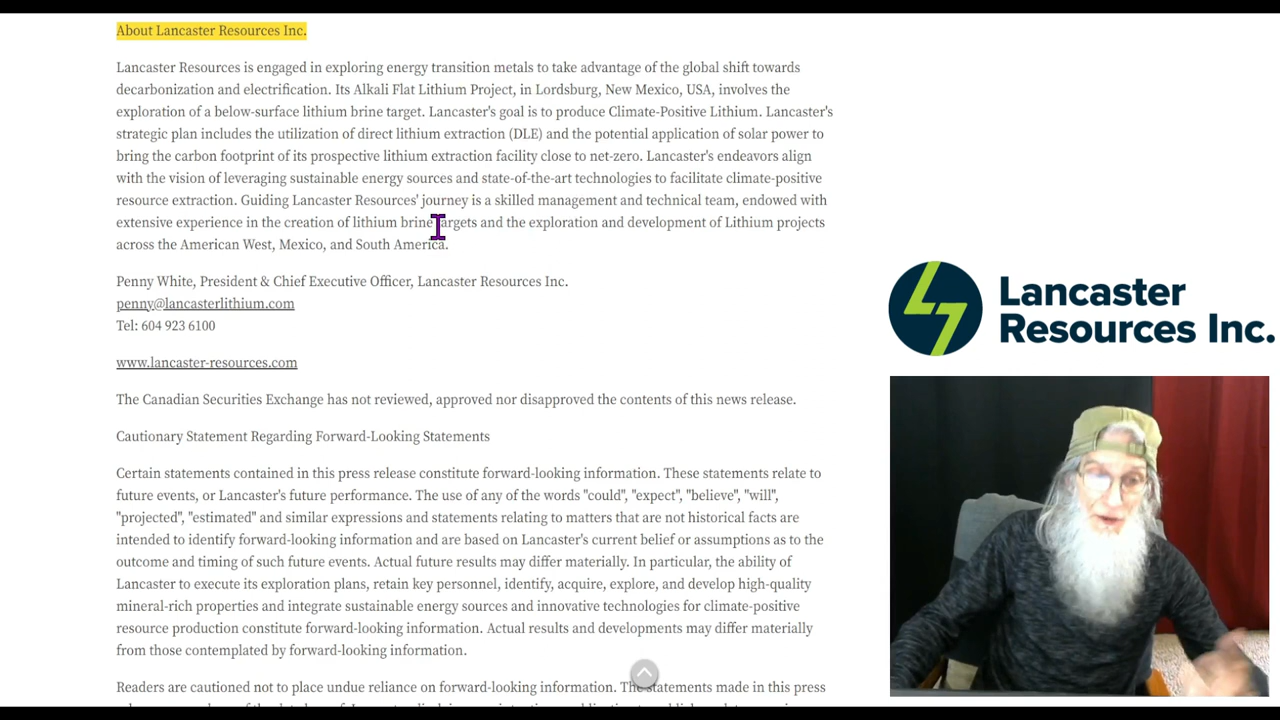 About Lancaster Resources Inc.
Lancaster Resources is engaged in exploring energy transition metals to take advantage of the global shift towards
decarbonization and electrification. Its Alkali Flat Lithium Project, in Lordsburg, New Mexico, USA, involves the
exploration of a below-surface lithium brine target. Lancaster's goal is to produce Climate-Positive Lithium. Lancaster's
strategic plan includes the utilization of direct lithium extraction (DLE) and the potential application of solar power to
bring the carbon footprint of its prospective lithium extraction facility close to net-zero. Lancaster's endeavors align
with the vision of leveraging sustainable energy sources and state-of-the-art technologies to facilitate climate-positive
resource extraction. Guiding Lancaster Resources' journey is a skilled management and technical team, endowed with
extensive experience in the creation of lithium brine targets and the exploration and development of Lithium projects
across the American West, Mexico, and South America.
Penny White, President & Chief Executive Officer, Lancaster Resources Inc.
penny@lancasterlithium.com
Tel: 604 923 6100
www.lancaster-resources.com
The Canadian Securities Exchange has not reviewed, approved nor disapproved the contents of this news release.
Cautionary Statement Regarding Forward-Looking Statements
Certain statements contained in this press release constitute forward-looking information. These statements relate to
future events, or Lancaster's future performance. The use of any of the words "could", "expect", "believe", "will",
"projected", "estimated" and similar expressions and statements relating to matters that are not historical facts are
intended to identify forward-looking information and are based on Lancaster's current belief or assumptions as to the
outcome and timing of such future events. Actual future results may differ materially. In particular, the ability of
Lancaster to execute its exploration plans, retain key personnel, identify, acquire, explore, and develop high-quality
mineral-rich properties and integrate sustainable energy sources and innovative technologies for climate-positive
resource production constitute forward-looking information. Actual results and developments may differ materially
from those contemplated by forward-looking information.
Readers are cautioned not to place undue reliance on forward-looking information. The statements made in this press
Lancaster
Resources Inc.